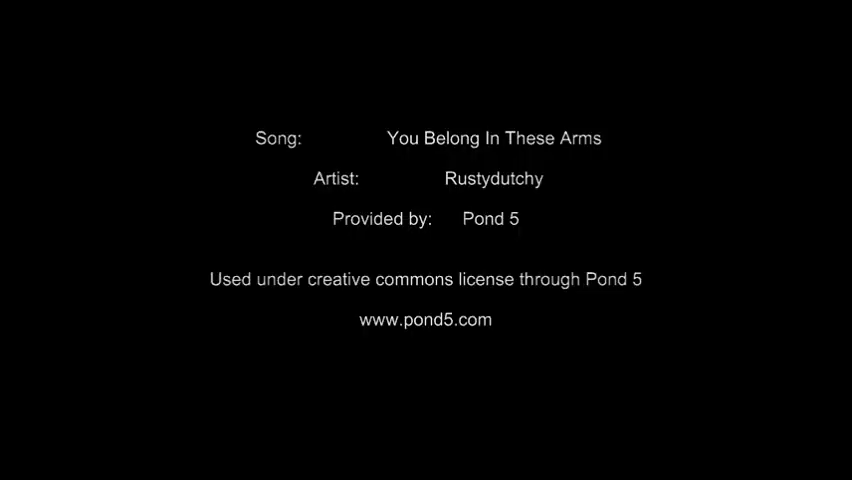 Song: You Belong In These Arms
Artist: Rustydutchy
Provided by: Pond 5
Used under creative commons license through Pond 5
www.pond5.com